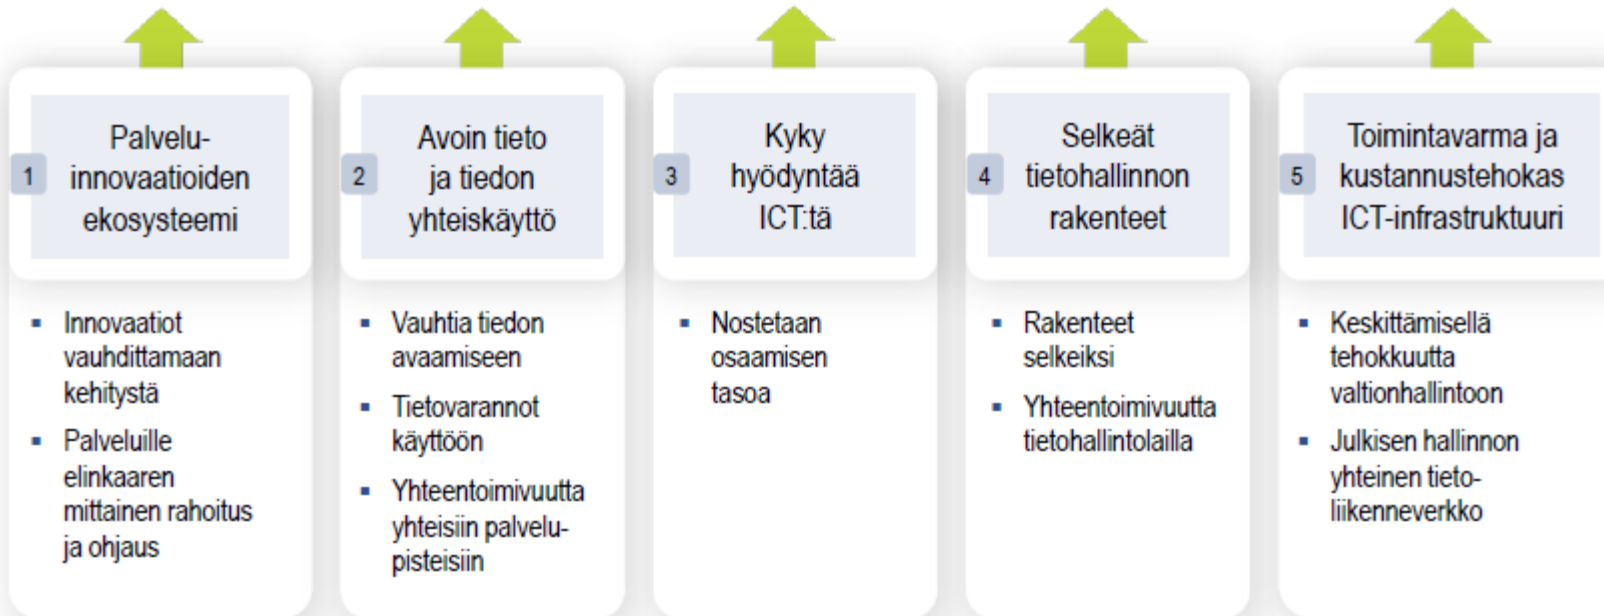 1
Palvelu-
innovaatioiden
ekosysteemi
▪ Innovaatiot
vauhdittamaan
kehitystä
▪ Palveluille
elinkaaren
mittainen rahoitus
ja ohjaus
2
Avoin tieto
ja tiedon
yhteiskäyttö
▪ Vauhtia tiedon
avaamiseen
▪ Tietovarannot
käyttöön
▪ Yhteentoimivuutta
yhteisiin palvelu-
pisteisiin
3
Kyky
hyödyntää
ICT:tä
▪ Nostetaan
osaamisen
tasoa
4
Selkeät
tietohallinnon
rakenteet
▪ Rakenteet
selkeiksi
▪ Yhteentoimivuutta
tietohallintolailla
5
Toimintavarma ja
kustannustehokas
ICT-infrastruktuuri
▪ Keskittämisellä
tehokkuutta
valtionhallintoon
▪ Julkisen hallinnon
yhteinen tieto-
liikenneverkko